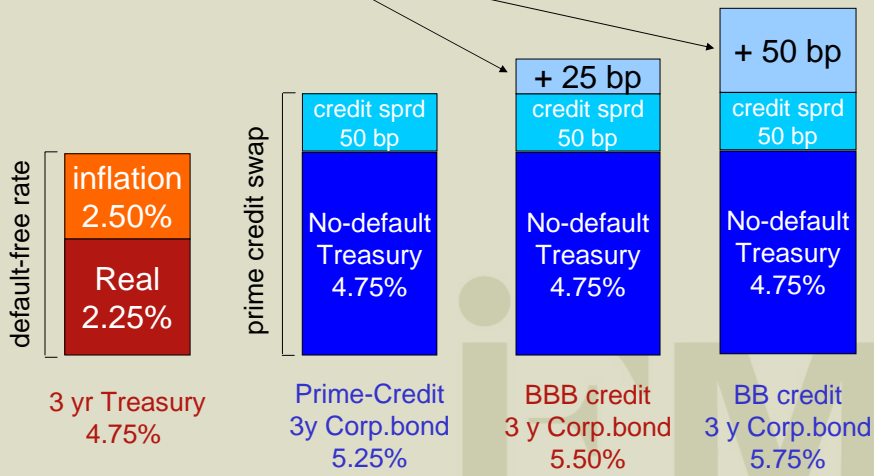 + 50 bp
+ 25 bp
credit sprd
50 bp
credit sprd
50 bp
credit sprd
50 bp
default-free rate
inflation
2.50%
Real
2.25%
prime credit swap
No-default
Treasury
4.75%
No-default
Treasury
4.75%
No-default
Treasury
4.75%
3 yr Treasury
4.75%
Prime-Credit
3y Corp.bond
5.25%
BBB credit
3 y Corp.bond
5.50%
BB credit
3 y Corp.bond
5.75%